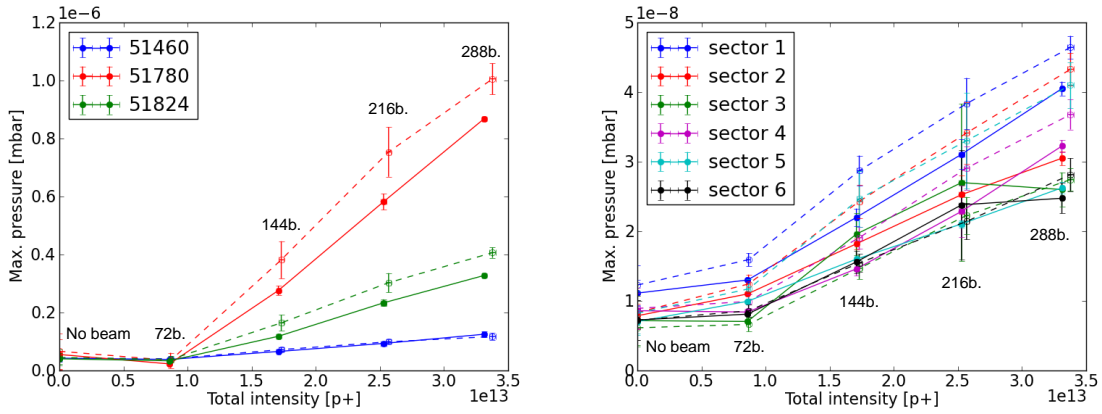 1e−6
1.2
1.0
0.8
0.6
0.4
0.2
0.0
Max. pressure [mbar]
51460
51780
51824
No beam
72b.
144b.
216b.
288b.
0.0 0.5 1.0 1.5 2.0 2.5 3.0 3.5
Total intensity [p+]
1e13
1e−8
5
4
3
2
1
0
Max. pressure [mbar]
sector 1
sector 2
sector 3
sector 4
sector 5
sector 6
No beam
72b.
144b.
216b.
288b.
0.0 0.5 1.0 1.5 2.0 2.5 3.0 3.5
Total intensity [p+]
1e13